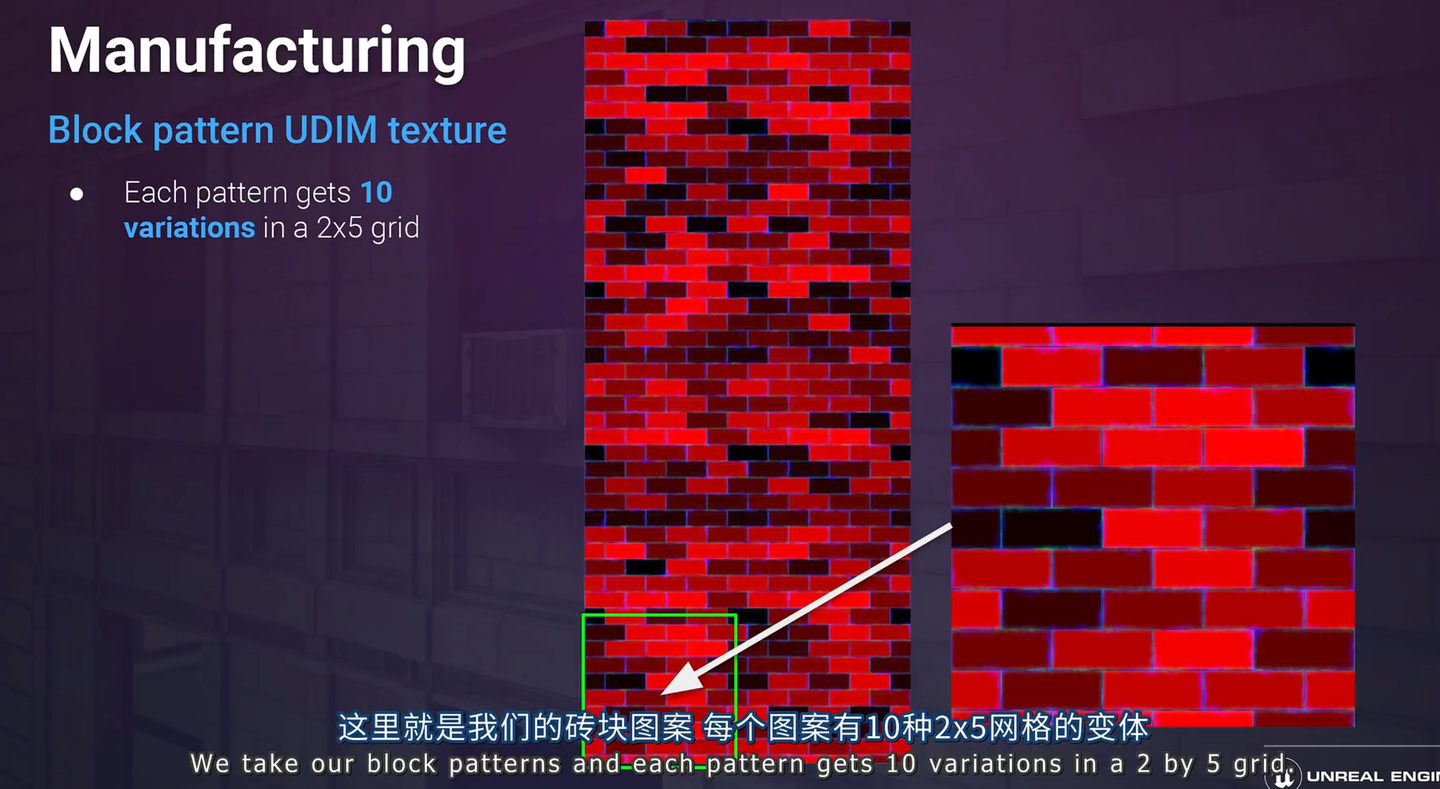 Manufacturing
Block pattern UDIM texture
● Each pattern gets 10
variations in a 2x5 grid
这里就是我们的砖块图案 每个图案有10种2x5网格的变体
We take our block patterns and each pattern gets 10 variations in a 2 by 5 grid.
UNREAL ENGIN